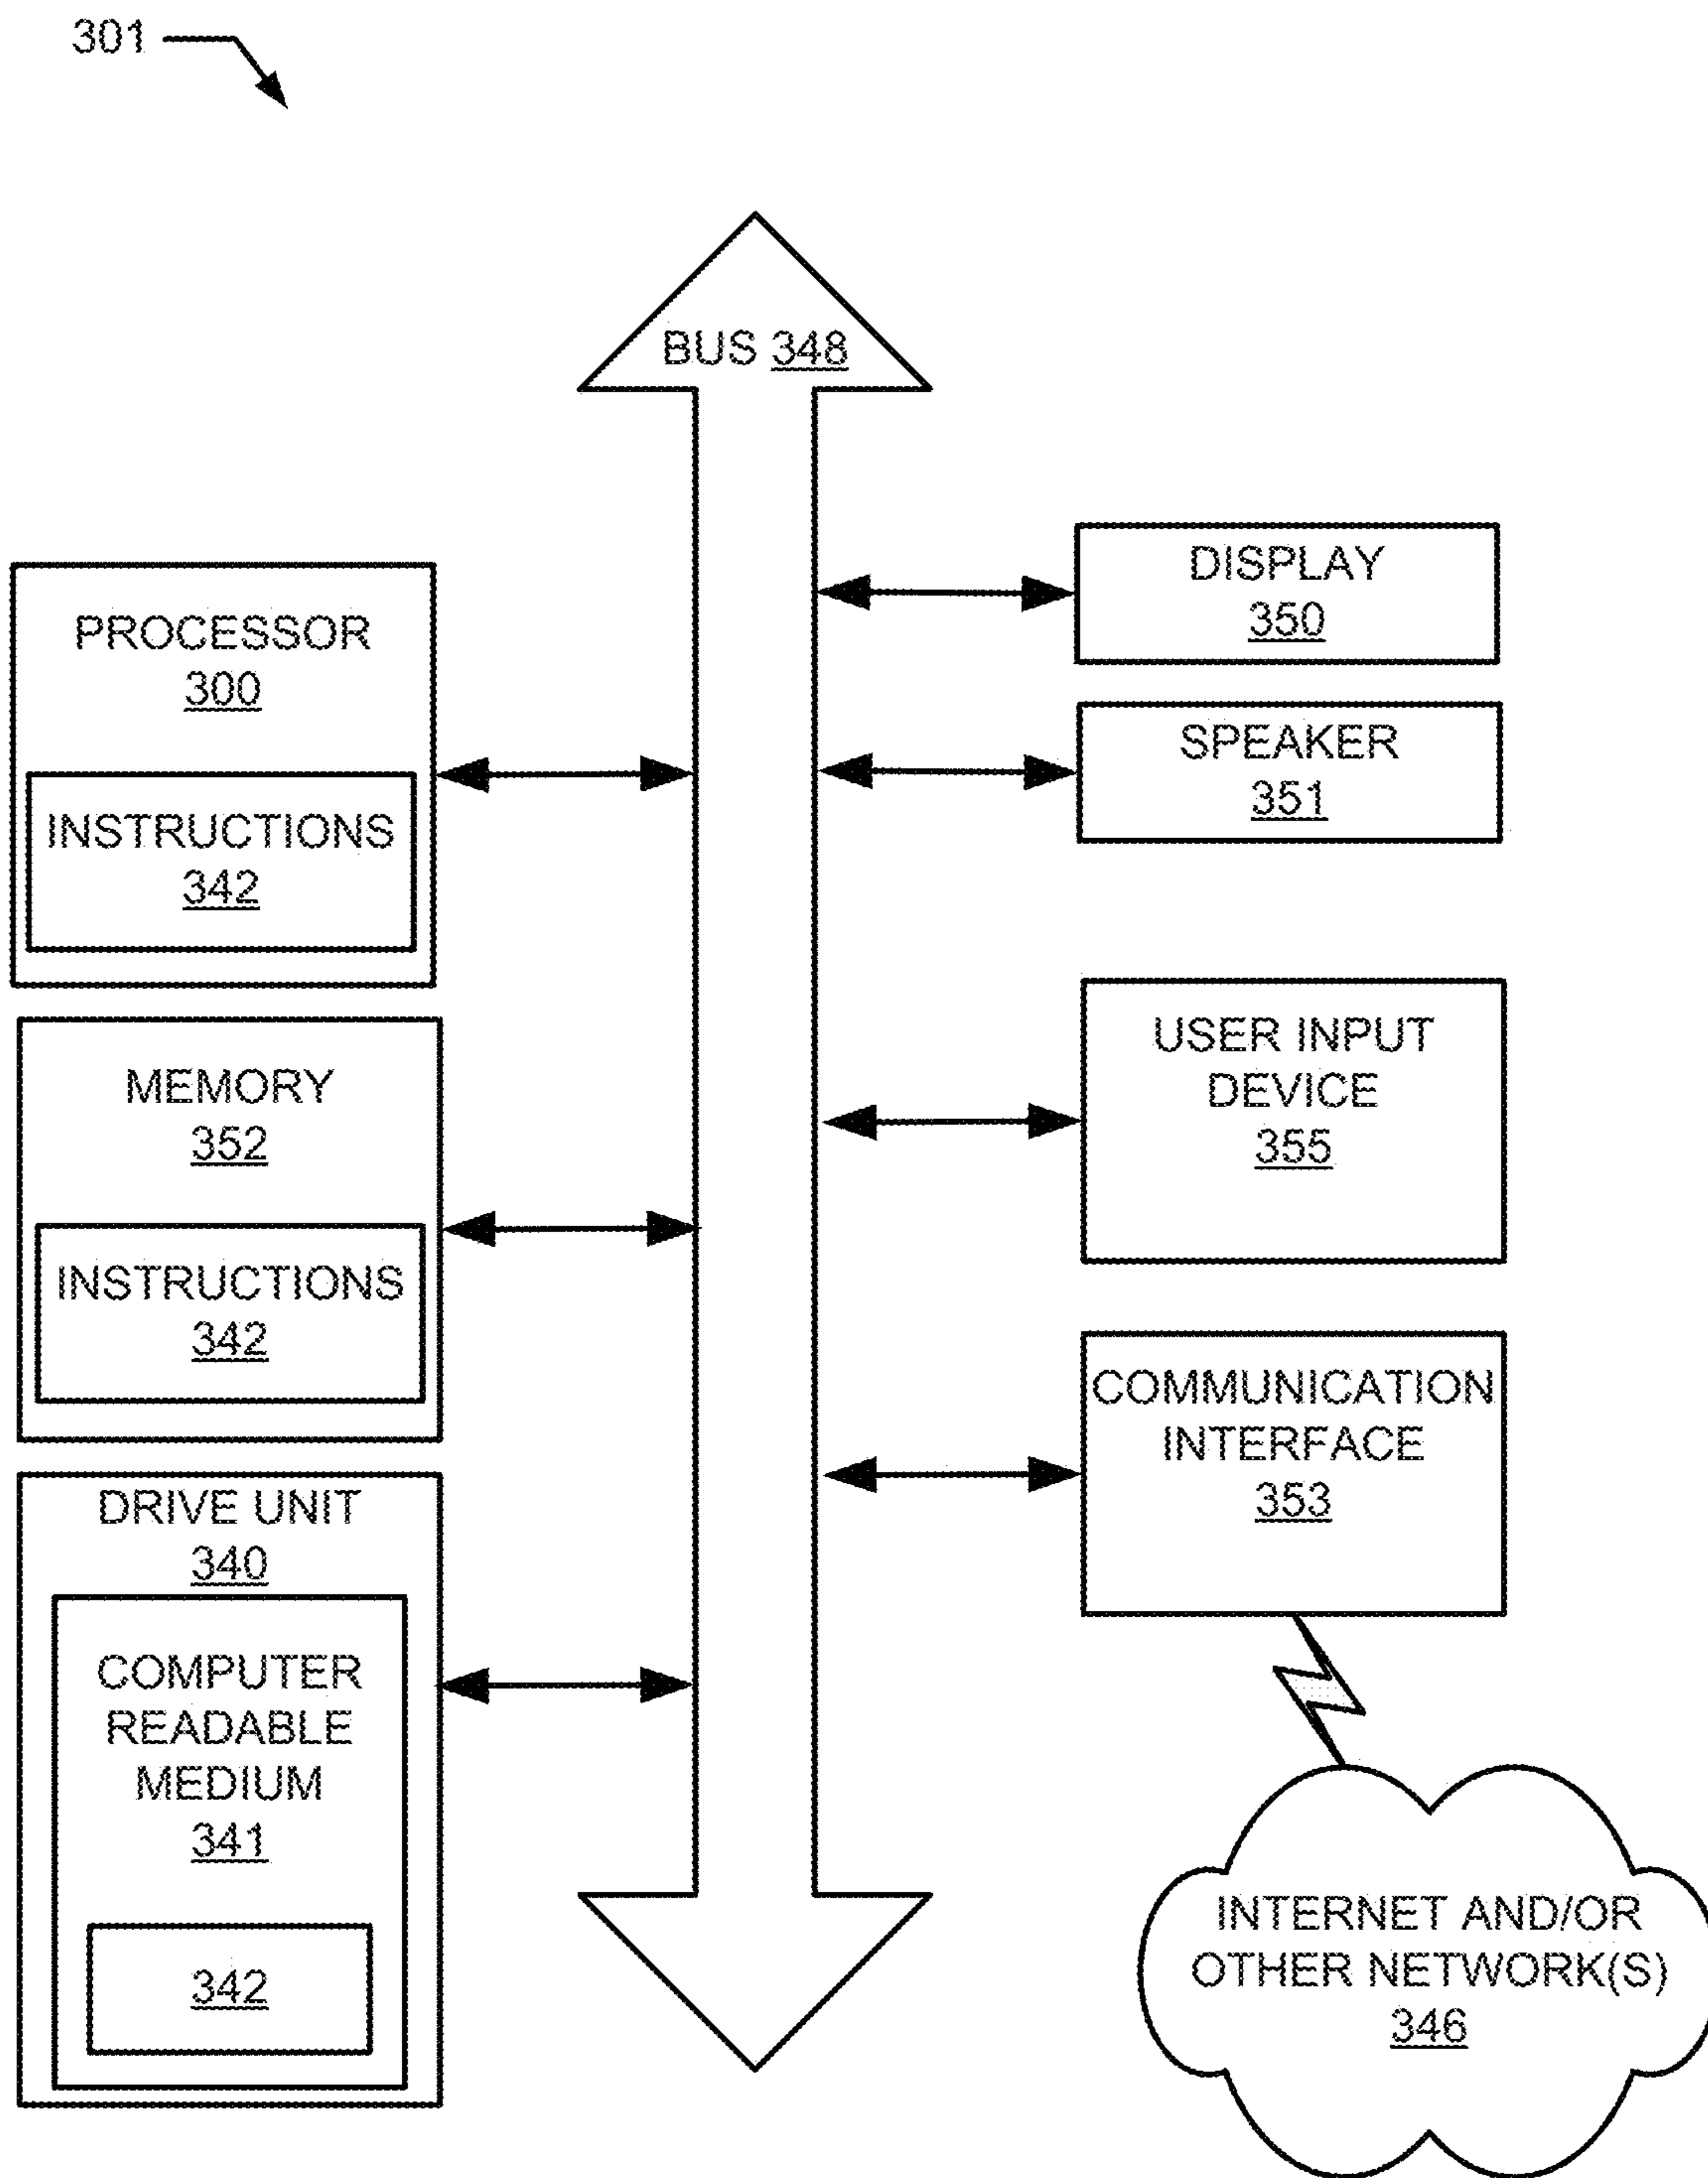 301
BUS 348
PROCESSOR
300
INSTRUCTIONS
342
MEMORY
352
INSTRUCTIONS
342
DRIVE UNIT
340
COMPUTER
READABLE
MEDIUM
341
342
DISPLAY
350
SPEAKER
351
USER INPUT
DEVICE
355
COMMUNICATION
INTERFACE
353
INTERNET AND/OR
OTHER NETWORK(S)
346